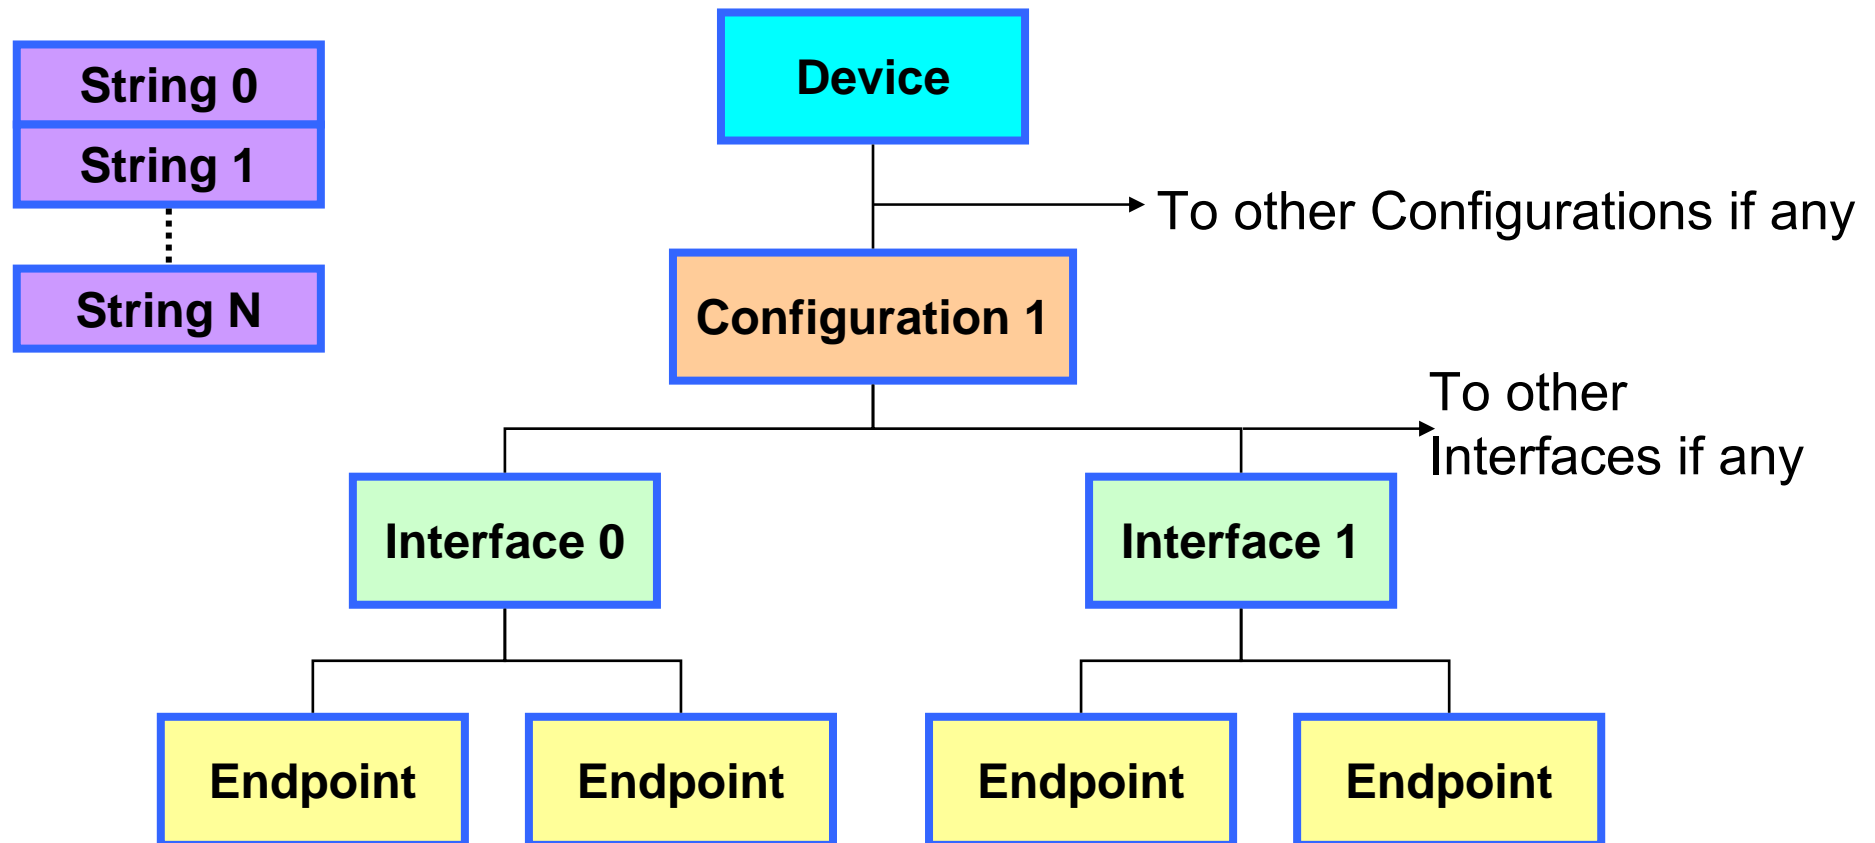 String 0
String 1
String N
Device
To other Configurations if any
Configuration 1
To other
Interfaces if any
Interface 0
Interface 1
Endpoint
Endpoint
Endpoint
Endpoint